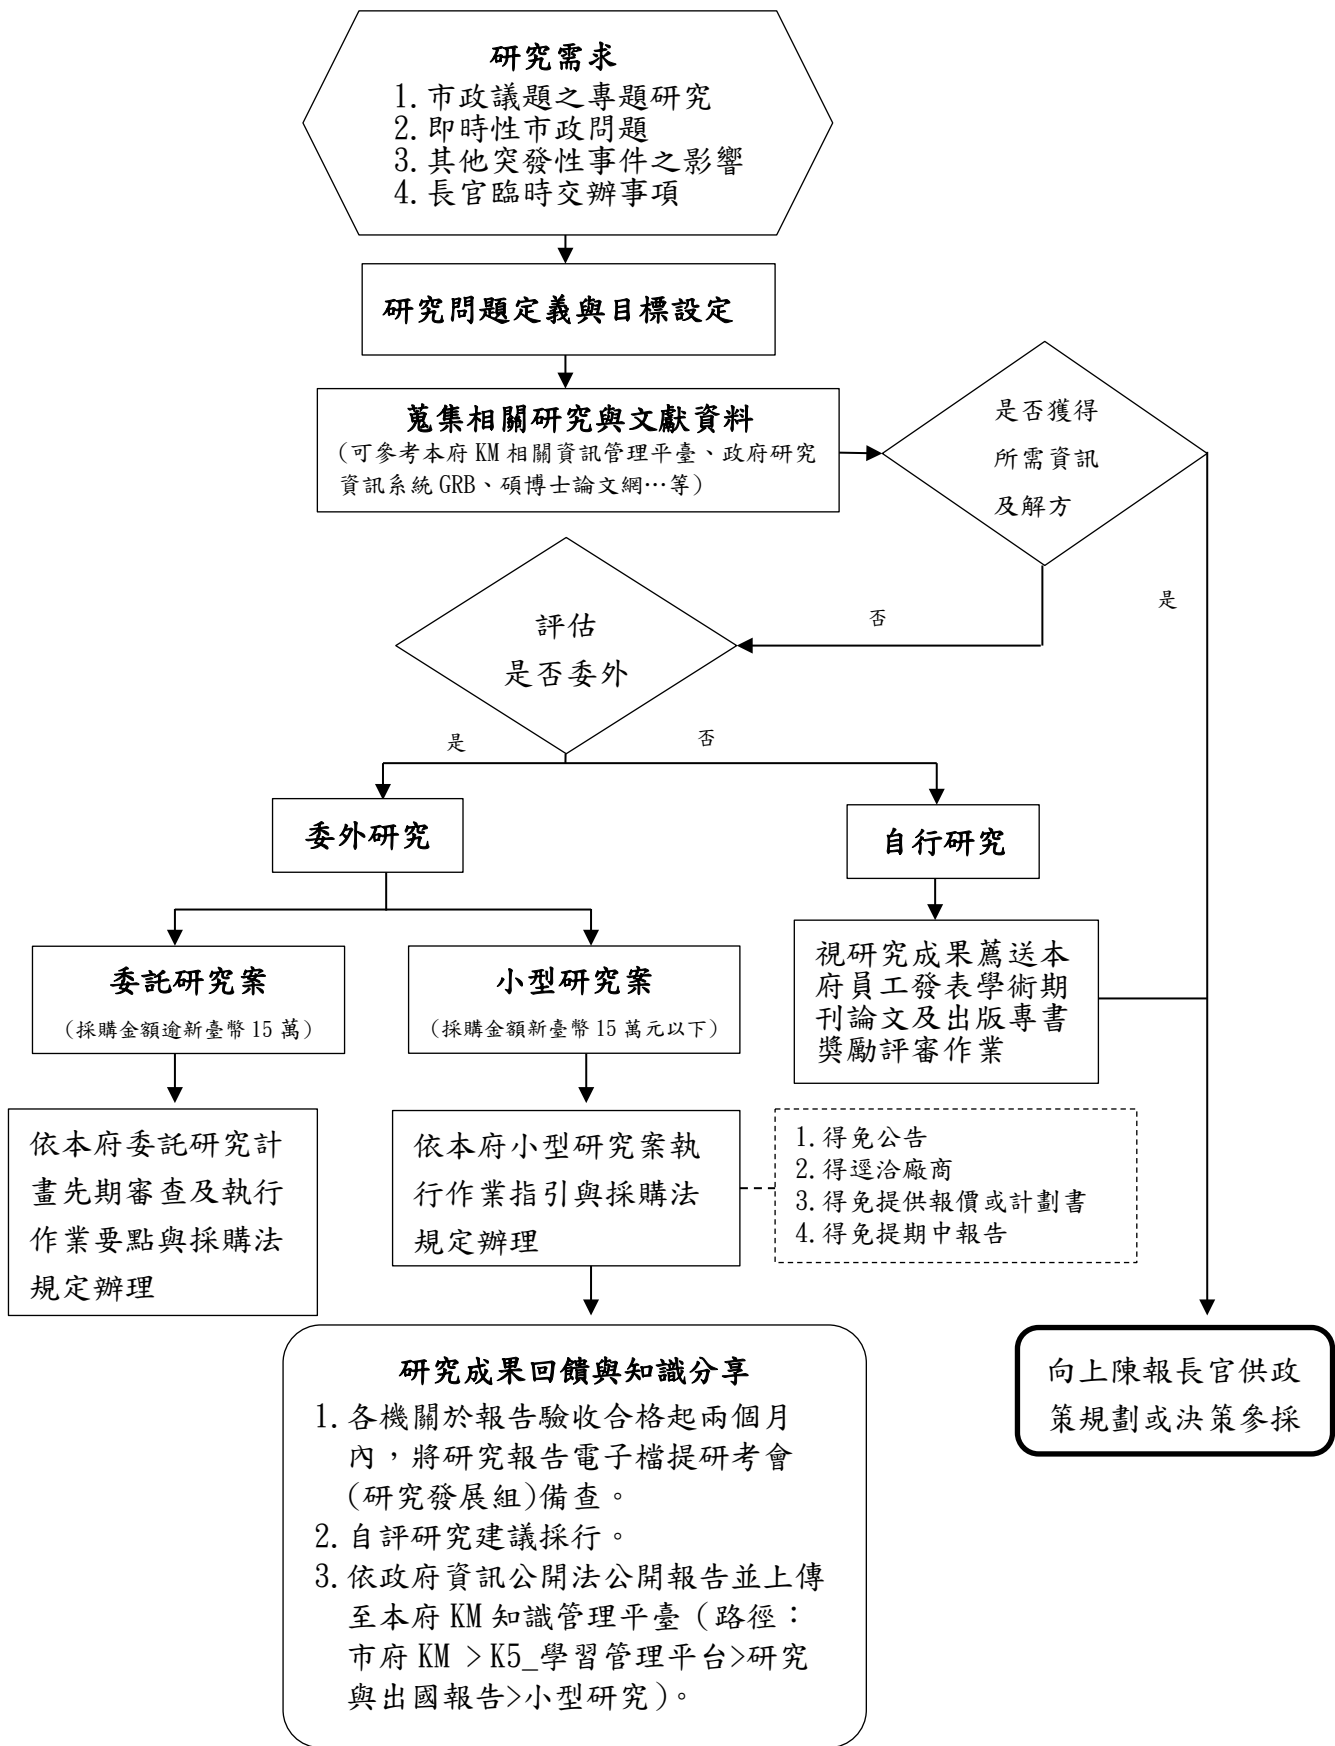 研究需求
1.市政議題之專題研究
2.即時性市政問題
3.其他突發性事件之影響
4.長官臨時交辦事項
研究問題定義與目標設定
蒐集相關研究與文獻資料
(可參考本府 KM 相關資訊管理平臺、政府研究
資訊系統 GRB、碩博士論文網…等)
是否獲得
所需資訊
及解方
是
否
評估
是否委外
是
否
委外研究
自行研究
委託研究案
(採購金額逾新臺幣 15 萬)
小型研究案
(採購金額新臺幣 15 萬元以下)
視研究成果薦送本
府員工發表學術期
刊論文及出版專書
獎勵評審作業
依本府委託研究計
畫先期審查及執行
作業要點與採購法
規定辦理
依本府小型研究案執
行作業指引與採購法
規定辦理
1.得免公告
2.得逕洽廠商
3.得免提供報價或計劃書
4.得免提期中報告
研究成果回饋與知識分享
1.各機關於報告驗收合格起兩個月
內，將研究報告電子檔提研考會
(研究發展組)備查。
2.自評研究建議採行。
3.依政府資訊公開法公開報告並上傳
至本府 KM 知識管理平臺（路徑：
市府 KM >K5_學習管理平台>研究
與出國報告>小型研究)。
向上陳報長官供政
策規劃或決策參採